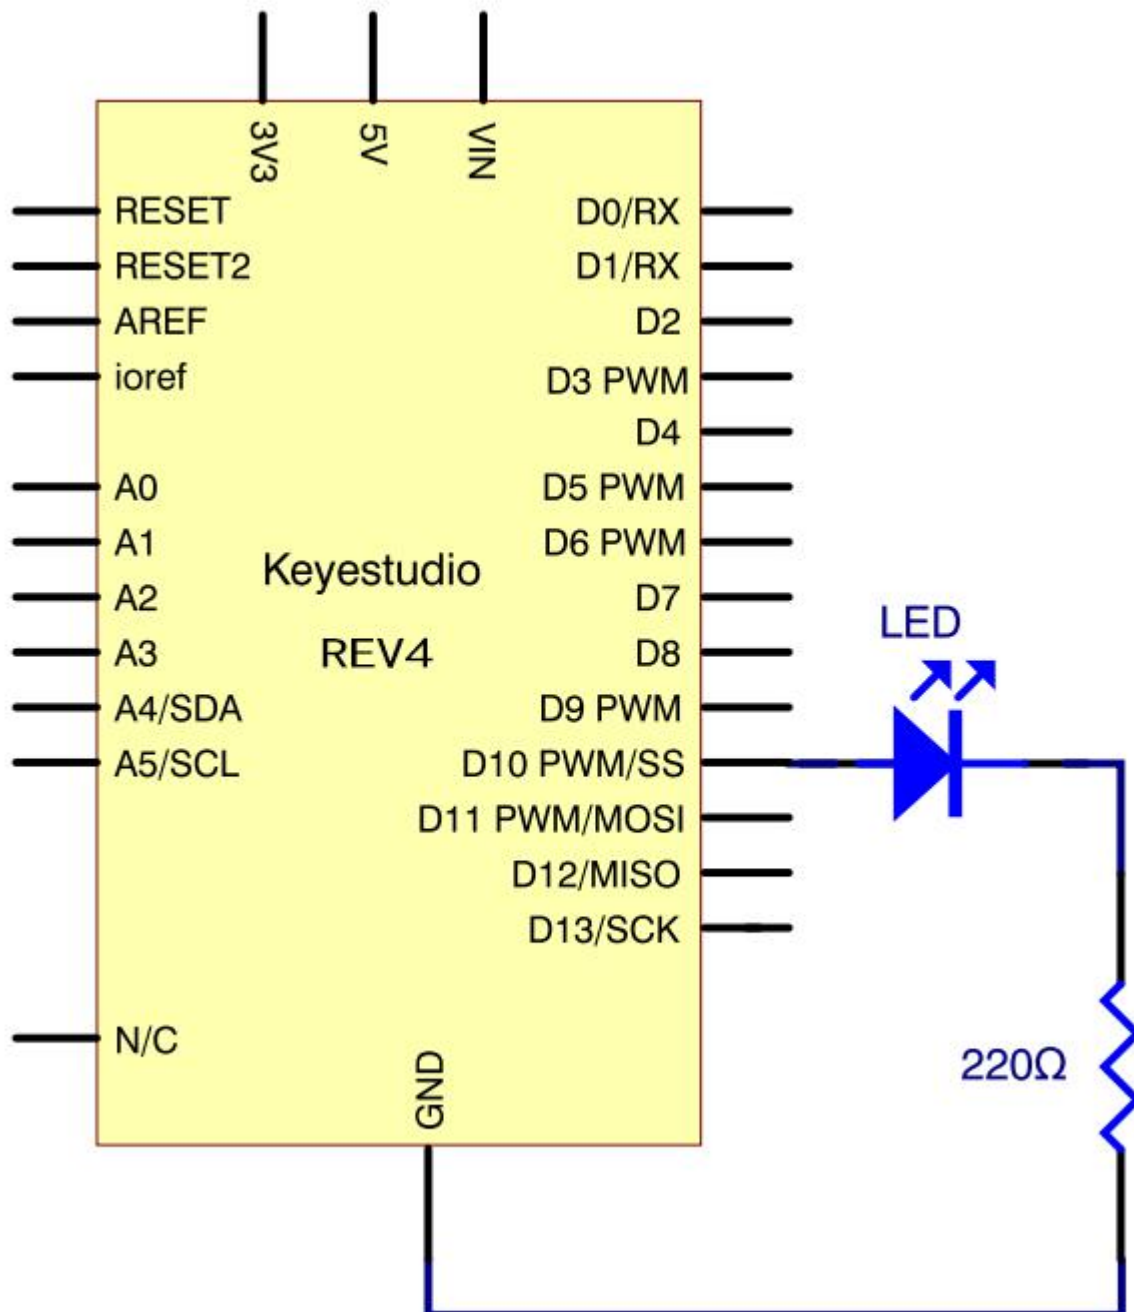 3V3
5V
VIN
RESET
D0/RX
RESET2
D1/RX
AREF
D2
ioref
D3 PWM
D4
A0
D5 PWM
A1
D6 PWM
Keyestudio
A2
D7
LED
A3
REV4
D8
A4/SDA
D9 PWM
A5/SCL
D10 PWM/SS
D11 PWM/MOSI
D12/MISO
D13/SCK
N/C
GND
220Ω